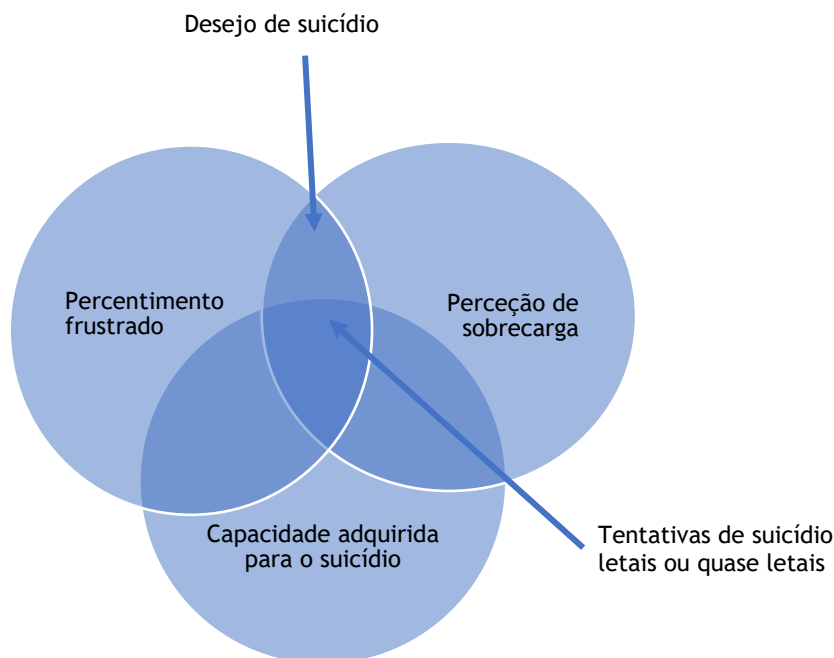 Desejo de suicídio
Percentimento
frustrado
Perceção de
sobrecarga
Capacidade adquirida
para o suicídio
Tentativas de suicídio
letais ou quase letais